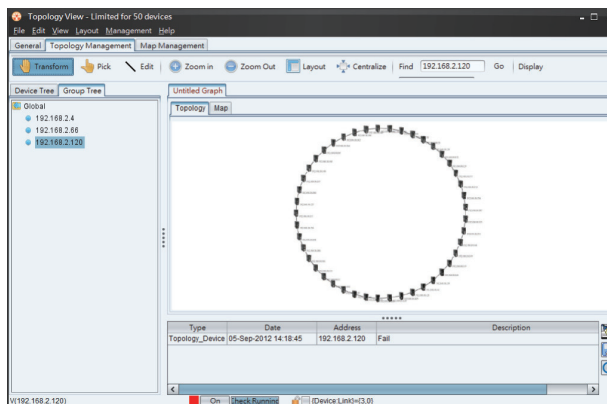 Topology View - Limited for 50 devices
File Edit View Layout Management Help
General Topology Management Map Management
Transform Pick Edit Zoom in Zoom Out Layout Centralize Find 192.168.2.120 Go Display
Device Tree Group Tree Untitled Graph
Global
192.168.2.4
192.168.2.66
192.168.2.120
Topology Map
Type Date Address Description
Topology_Device 05-Sep-2012 14:18:45 192.168.2.120 Fail
V(192.168.2.120) On Check Running {Device:Link}={3,0}